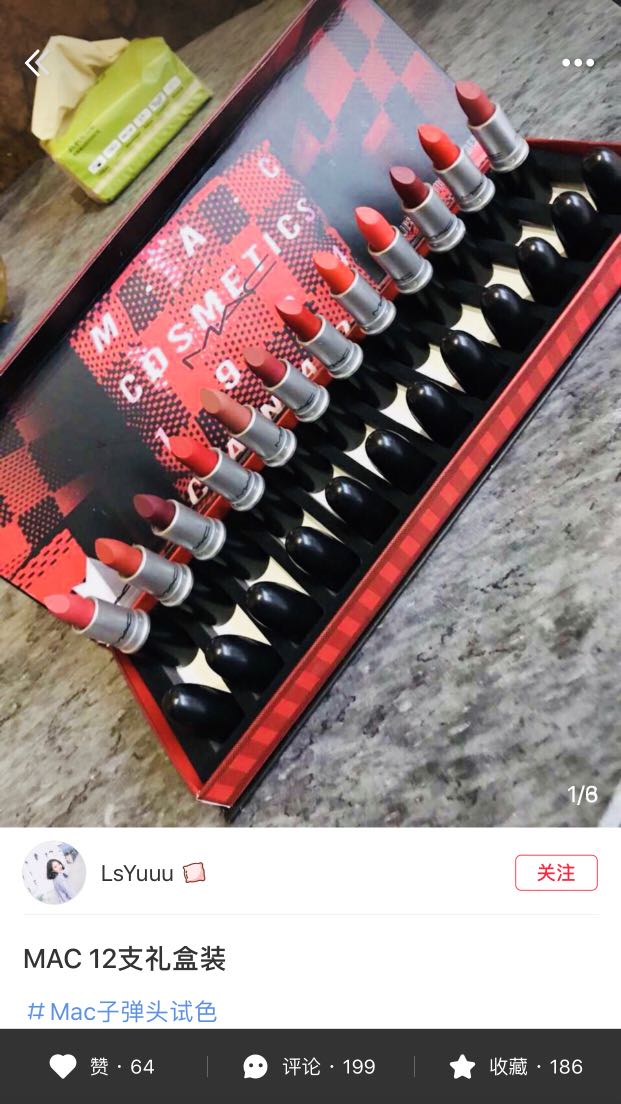 M · A · C
COSMETICS
MAC
1/6
LsYuuu
关注
MAC 12支礼盒装
#Mac子弹头试色
赞 · 64
评论 · 199
收藏 · 186